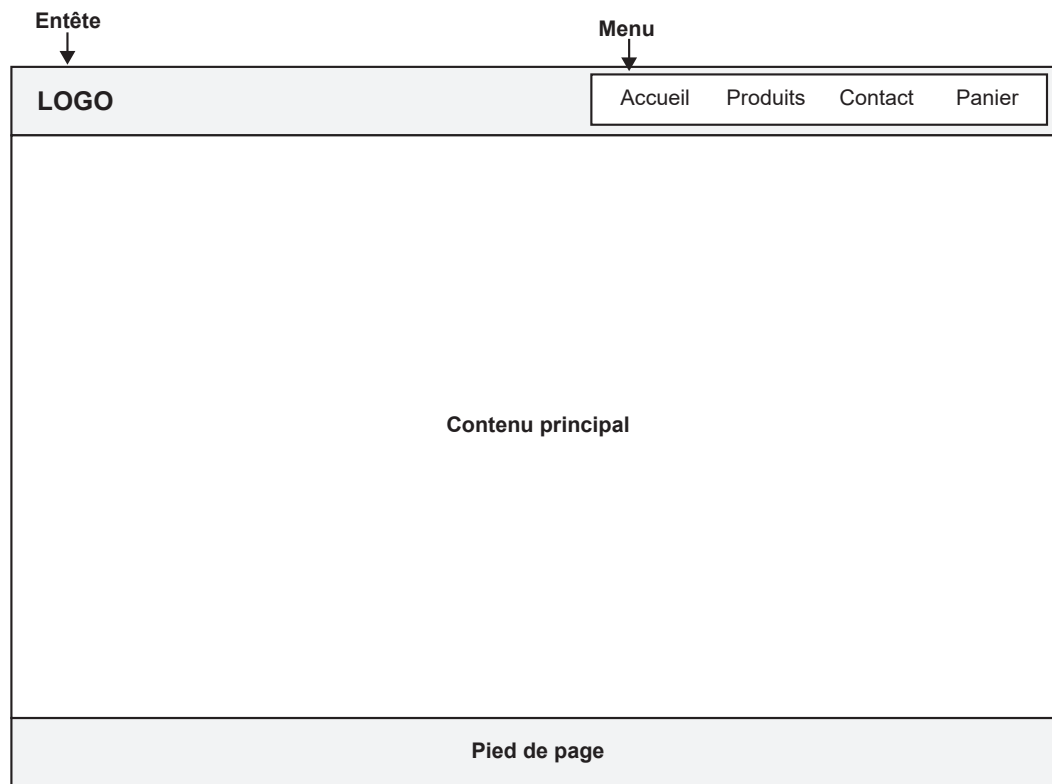 Entête
Menu
LOGO
Accueil Produits Contact Panier
Contenu principal
Pied de page